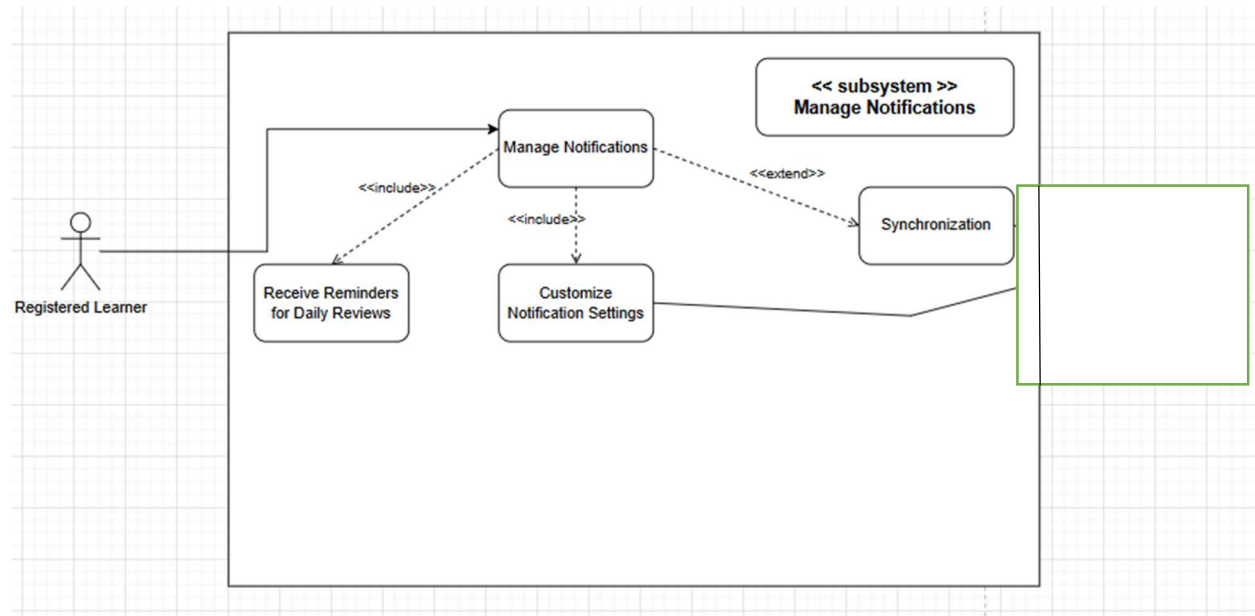 << subsystem >>
Manage Notifications
Manage Notifications
<<include>>
<<include>>
<<extend>>
Synchronization
Registered Learner
Receive Reminders
for Daily Reviews
Customize
Notification Settings